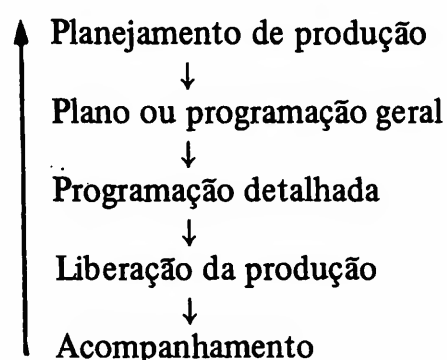 Planejamento de produção
Plano ou programação geral
Programação detalhada
Liberação da produção
Acompanhamento